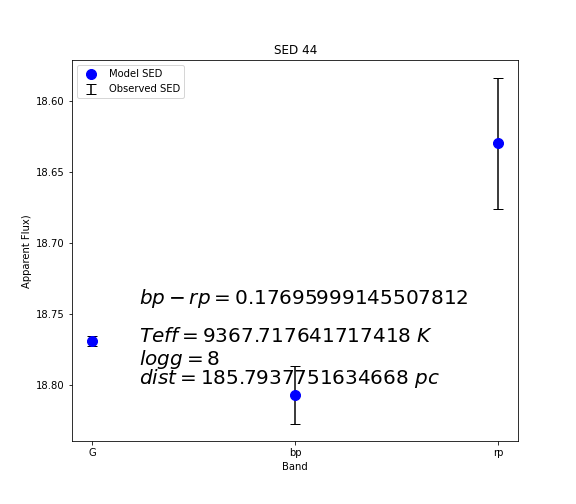 SED 44
Model SED
Observed SED
18.60
18.65
18.70
18.75
18.80
Apparent Flux)
bp − rp = 0.17695999145507812
Teff = 9367.717641717418 K
logg = 8
dist = 185.7937751634668 pc
G
bp
rp
Band